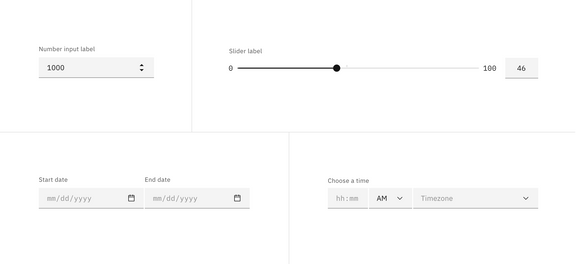 Number input label
1000
Slider label
0 100 46
Start date End date
mm/dd/yyyy mm/dd/yyyy
Choose a time
hh:mm AM Timezone